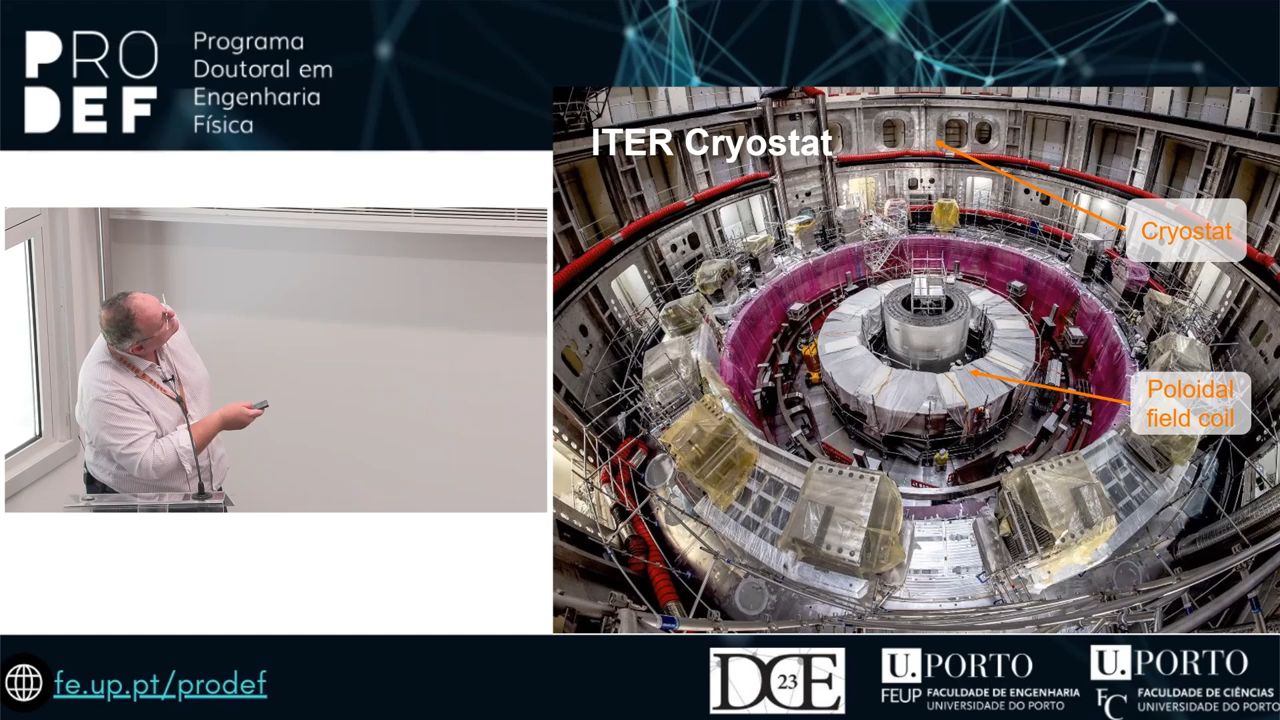 PRO
DEF
Programa
Doutoral em
Engenharia
Física
ITER Cryostat
Cryostat
Poloidal
field coil
fe.up.pt/prodef
DCE
23
U.PORTO
FEUP FACULDADE DE ENGENHARIA
UNIVERSIDADE DO PORTO
U.PORTO
FC FACULDADE DE CIÊNCIAS
UNIVERSIDADE DO PORTO